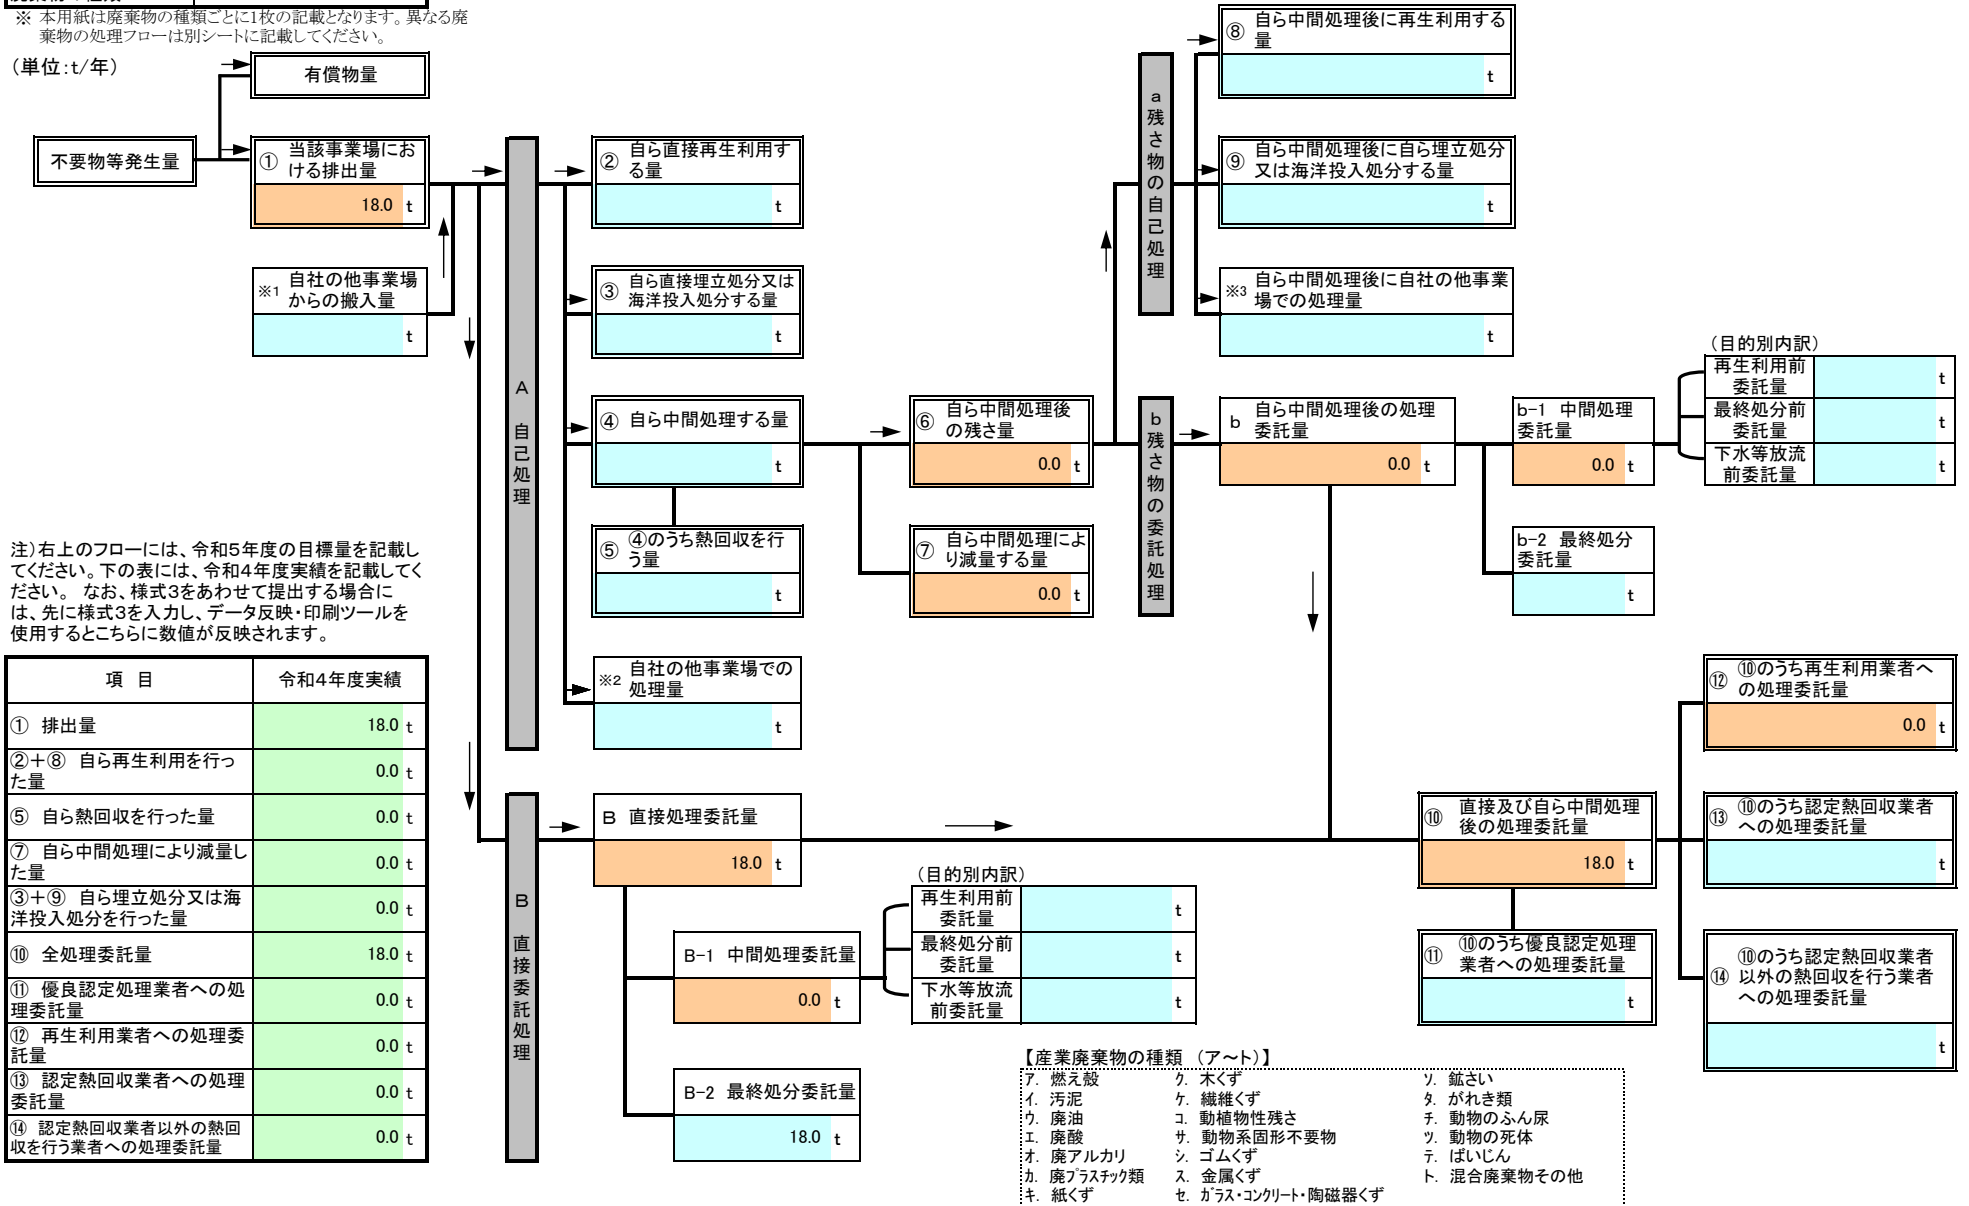 ※ 本用紙は廃棄物の種類ごとに1枚の記載となります。異なる廃
棄物の処理フローは別シートに記載してください。
(単位:t/年)
有償物量
不要物等発生量
① 当該事業場にお
ける排出量
18.0 t
※1 自社の他事業場
からの搬入量
t
A 自己処理
② 自ら直接再生利用す
る量
t
③ 自ら直接埋立処分又は
海洋投入処分する量
t
④ 自ら中間処理する量
t
⑤ ④のうち熱回収を行
う量
t
※2 自社の他事業場での
処理量
t
⑥ 自ら中間処理後
の残さ量
0.0 t
⑦ 自ら中間処理によ
り減量する量
0.0 t
a 残さ物の自己処理
⑧ 自ら中間処理後に再生利用する
量
t
⑨ 自ら中間処理後に自ら埋立処分
又は海洋投入処分する量
t
※3 自ら中間処理後に自社の他事業
場での処理量
t
b 残さ物の委託処理
b 自ら中間処理後の処理
委託量
0.0 t
b-1 中間処理
委託量
0.0 t
(目的別内訳)
再生利用前
委託量
t
最終処分前
委託量
t
下水等放流
前委託量
t
b-2 最終処分
委託量
t
注)右上のフローには、令和5年度の目標量を記載し
てください。下の表には、令和4年度実績を記載してく
ださい。 なお、様式3をあわせて提出する場合に
は、先に様式3を入力し、データ反映・印刷ツールを
使用するとこちらに数値が反映されます。
項 目 令和4年度実績
① 排出量 18.0 t
②+⑧ 自ら再生利用を行っ
た量
0.0 t
⑤ 自ら熱回収を行った量 0.0 t
⑦ 自ら中間処理により減量し
た量
0.0 t
③+⑨ 自ら埋立処分又は海
洋投入処分を行った量
0.0 t
⑩ 全処理委託量 18.0 t
⑪ 優良認定処理業者への処
理委託量
0.0 t
⑫ 再生利用業者への処理委
託量
0.0 t
⑬ 認定熱回収業者への処理
委託量
0.0 t
⑭ 認定熱回収業者以外の熱回
収を行う業者への処理委託量
0.0 t
B 直接委託処理
B 直接処理委託量
18.0 t
B-1 中間処理委託量
0.0 t
(目的別内訳)
再生利用前
委託量
t
最終処分前
委託量
t
下水等放流
前委託量
t
B-2 最終処分委託量
18.0 t
⑩ 直接及び自ら中間処理
後の処理委託量
18.0 t
⑪ ⑩のうち優良認定処理
業者への処理委託量
t
⑫ ⑩のうち再生利用業者へ
の処理委託量
0.0 t
⑬ ⑩のうち認定熱回収業者
への処理委託量
t
⑭ ⑩のうち認定熱回収業者
以外の熱回収を行う業者
への処理委託量
t
【産業廃棄物の種類 (ア~ト)】
ア. 燃え殻 ク. 木くず ソ. 鉱さい
イ. 汚泥 ケ. 繊維くず タ. がれき類
ウ. 廃油 コ. 動植物性残さ チ. 動物のふん尿
エ. 廃酸 サ. 動物系固形不要物 ツ. 動物の死体
オ. 廃アルカリ シ. ゴムくず テ. ばいじん
カ. 廃プラスチック類 ス. 金属くず ト. 混合廃棄物その他
キ. 紙くず セ. ガラス・コンクリート・陶磁器くず